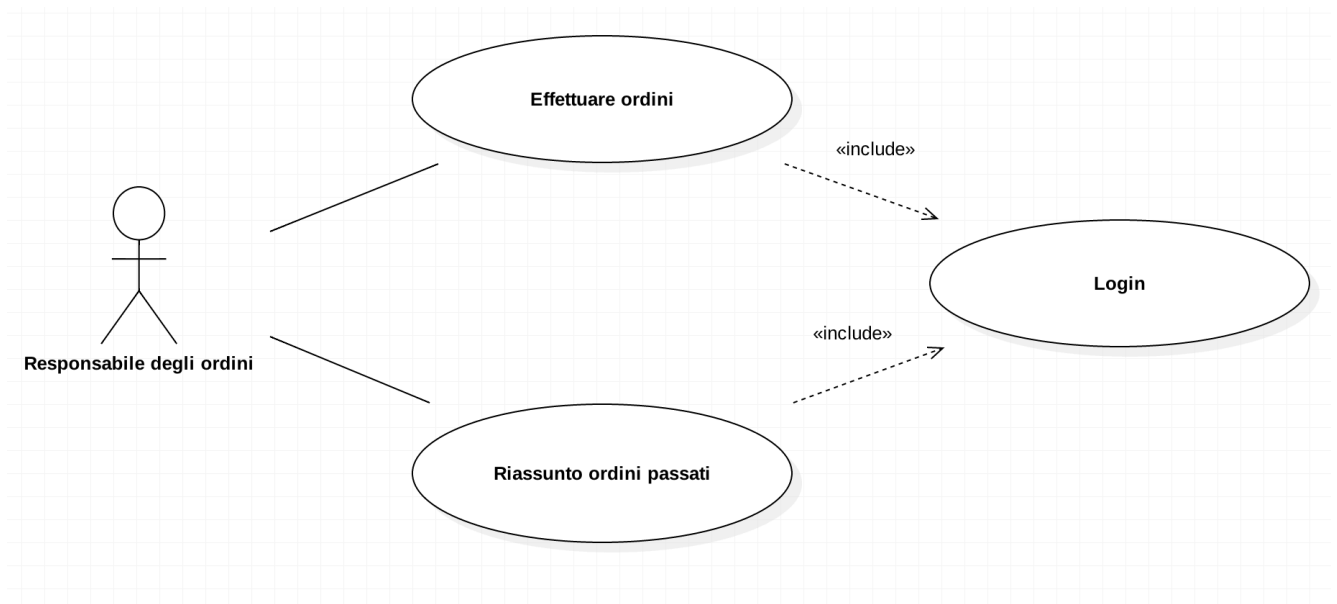 Effettuare ordini
«include»
Login
Responsabile degli ordini
«include»
Riassunto ordini passati